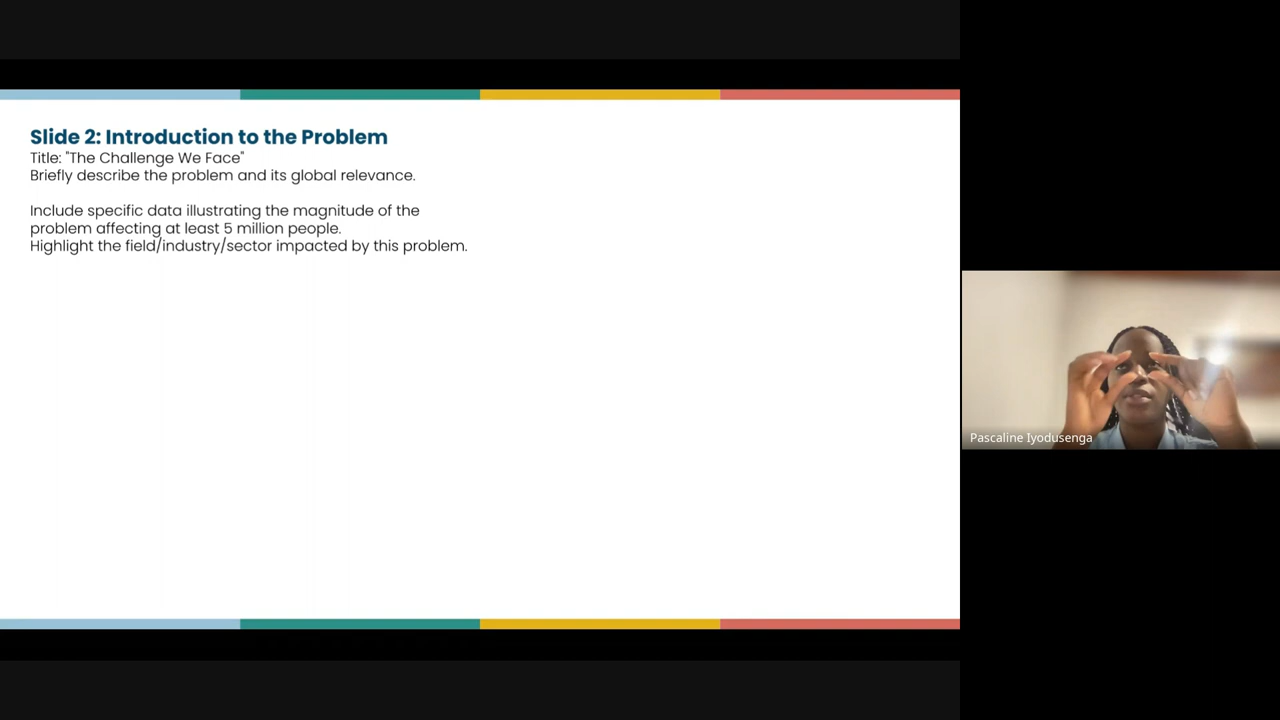 Slide 2: Introduction to the Problem
Title: "The Challenge We Face"
Briefly describe the problem and its global relevance.
Include specific data illustrating the magnitude of the
problem affecting at least 5 million people.
Highlight the field/industry/sector impacted by this problem.
Pascaline Iyodusenga